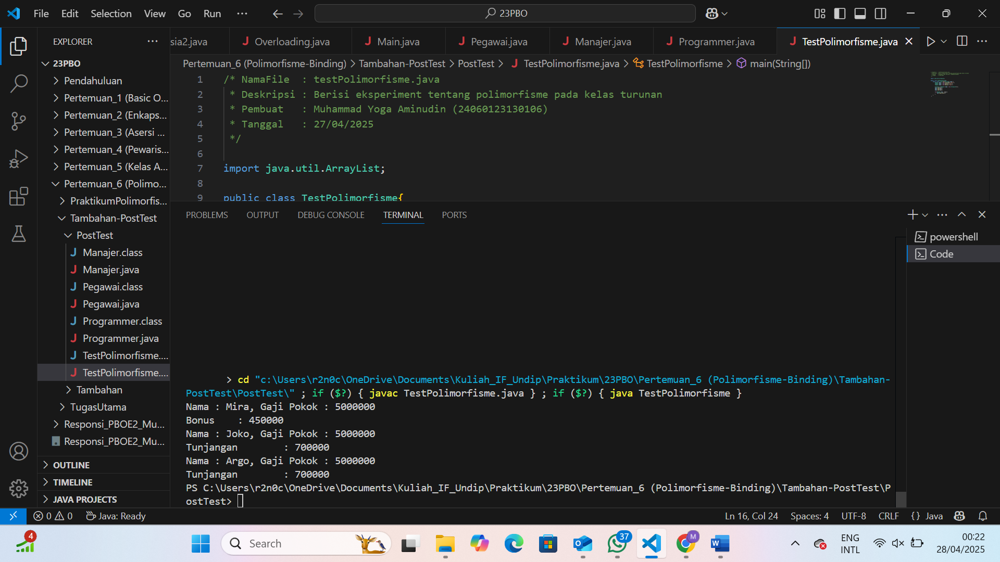 File Edit Selection View Go Run ...
23PBO
EXPLORER ...
sia2.java Overloading.java Main.java Pegawai.java Manajer.java Programmer.java TestPolimorfisme.java
Pertemuan_6 (Polimorfisme-Binding) > Tambahan-PostTest > PostTest > TestPolimorfisme.java > TestPolimorfisme > main(String[])
23PBO
Pendahuluan
Pertemuan_1 (Basic O...
Pertemuan_2 (Enkaps...
Pertemuan_3 (Asersi ...
Pertemuan_4 (Pewaris...
Pertemuan_5 (Kelas A...
Pertemuan_6 (Polimo...
PraktikumPolimorfis...
Tambahan-PostTest
PostTest
Manajer.class
Manajer.java
Pegawai.class
Pegawai.java
Programmer.class
Programmer.java
TestPolimorfisme....
TestPolimorfisme....
Tambahan
TugasUtama
Responsi_PBOE2_Mu...
Responsi_PBOE2_Mu...
OUTLINE
TIMELINE
JAVA PROJECTS
1 /* NamaFile : testPolimorfisme.java
2 * Deskripsi : Berisi eksperiment tentang polimorfisme pada kelas turunan
3 * Pembuat : Muhammad Yoga Aminudin (24060123130106)
4 * Tanggal : 27/04/2025
5 */
6
7 import java.util.ArrayList;
8
9 public class TestPolimorfisme{
PROBLEMS OUTPUT DEBUG CONSOLE TERMINAL PORTS
powershell
Code
> cd "c:\Users\r2n0c\OneDrive\Documents\Kuliah_IF_Undip\Praktikum\23PBO\Pertemuan_6 (Polimorfisme-Binding)\Tambahan-
PostTest\PostTest\" ; if ($?) { javac TestPolimorfisme.java } ; if ($?) { java TestPolimorfisme }
Nama : Mira, Gaji Pokok : 5000000
Bonus : 450000
Nama : Joko, Gaji Pokok : 5000000
Tunjangan : 700000
Nama : Argo, Gaji Pokok : 5000000
Tunjangan : 700000
PS C:\Users\r2n0c\OneDrive\Documents\Kuliah_IF_Undip\Praktikum\23PBO\Pertemuan_6 (Polimorfisme-Binding)\Tambahan-PostTest\P
ostTest>
0 0 Java: Ready Ln 16, Col 24 Spaces: 4 UTF-8 CRLF {} Java
4 Search 37 M ENG
INTL
00:22
28/04/2025